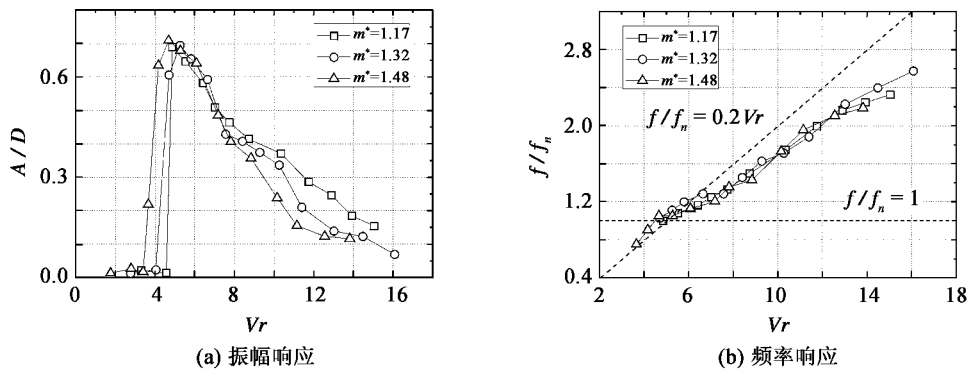 (a)
m*=1.17
m*=1.32
m*=1.48
A/D
0.6
0.3
0.0
0 4 8 12 16
Vr
(a) 振幅响应
(b)
m*=1.17
m*=1.32
m*=1.48
f/fn
2.8
2.0
1.2
0.4
f/fn=0.2Vr
f/fn=1
2 6 10 14 18
Vr
(b) 频率响应